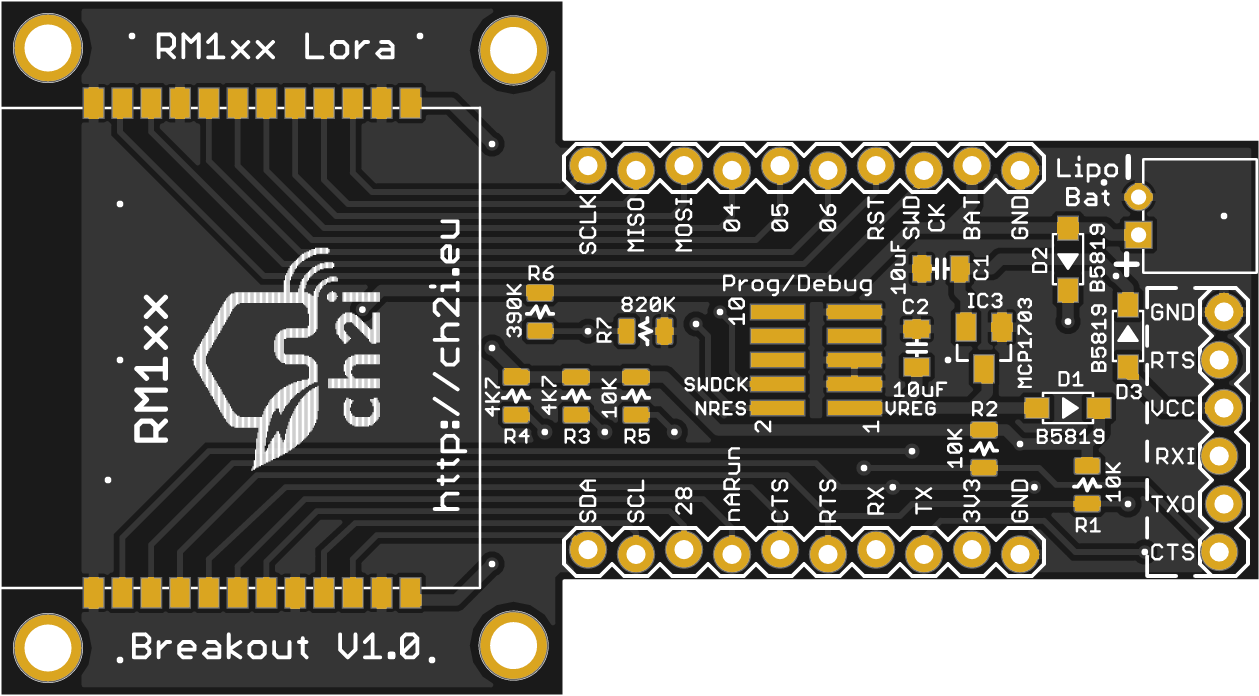 RM1xx Lora
SCLK
MISO
MOSI
04
05
06
RST
SWD
CK
BAT
GND
Lipo
Bat
+
D2
B5819
10uF
C1
R6
390K
820K
R7
Prog/Debug
10
C2
10uF
IC3
MCP1703
B5819
D3
GND
RTS
VCC
RXI
TXO
CTS
RM1xx
ch2i
http://ch2i.eu
4K7
R4
4K7
R3
10K
R5
SWDCK
NRES
VREG
2
1
D1
B5819
R2
10K
10K
R1
SDA
SCL
28
nARun
CTS
RTS
RX
TX
3V3
GND
Breakout V1.0